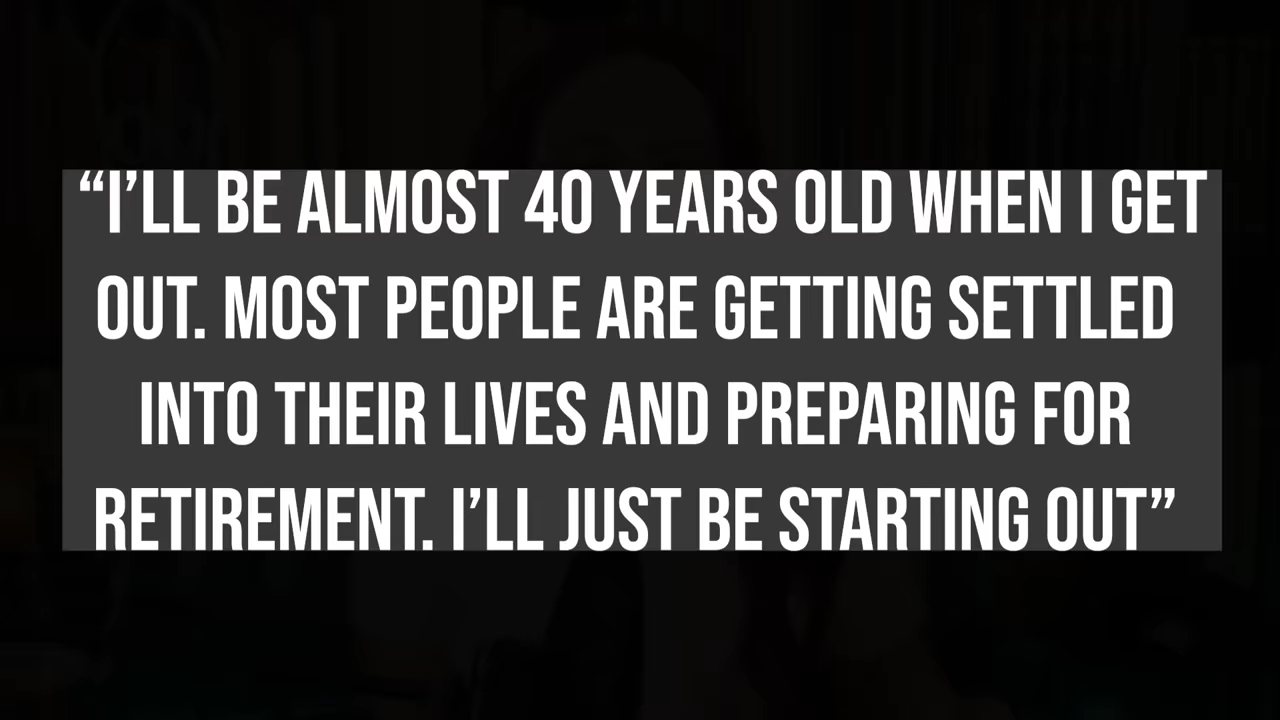 “I’LL BE ALMOST 40 YEARS OLD WHEN I GET
OUT. MOST PEOPLE ARE GETTING SETTLED
INTO THEIR LIVES AND PREPARING FOR
RETIREMENT. I’LL JUST BE STARTING OUT”